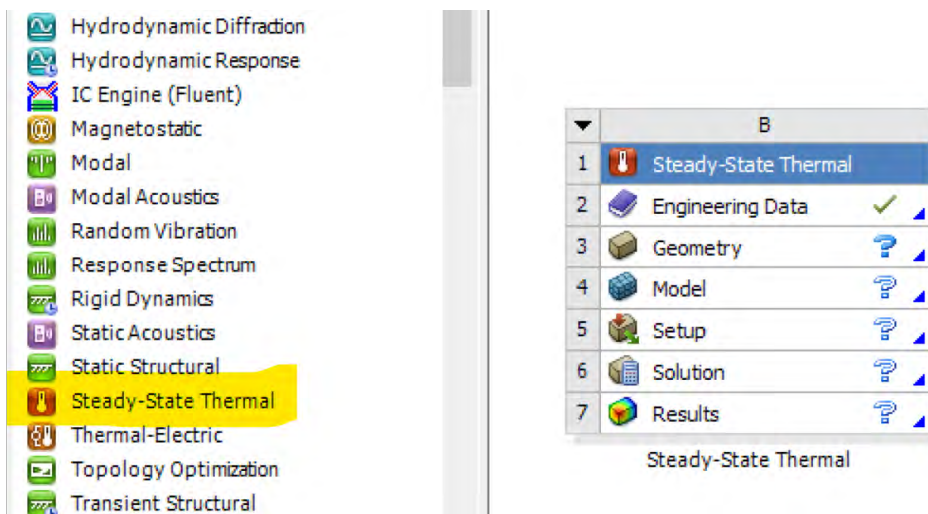 Hydrodynamic Diffraction
Hydrodynamic Response
IC Engine (Fluent)
Magnetostatic
Modal
Modal Acoustics
Random Vibration
Response Spectrum
Rigid Dynamics
Static Acoustics
Static Structural
Steady-State Thermal
Thermal-Electric
Topology Optimization
Transient Structural
B
1 Steady-State Thermal
2 Engineering Data
3 Geometry
4 Model
5 Setup
6 Solution
7 Results
Steady-State Thermal